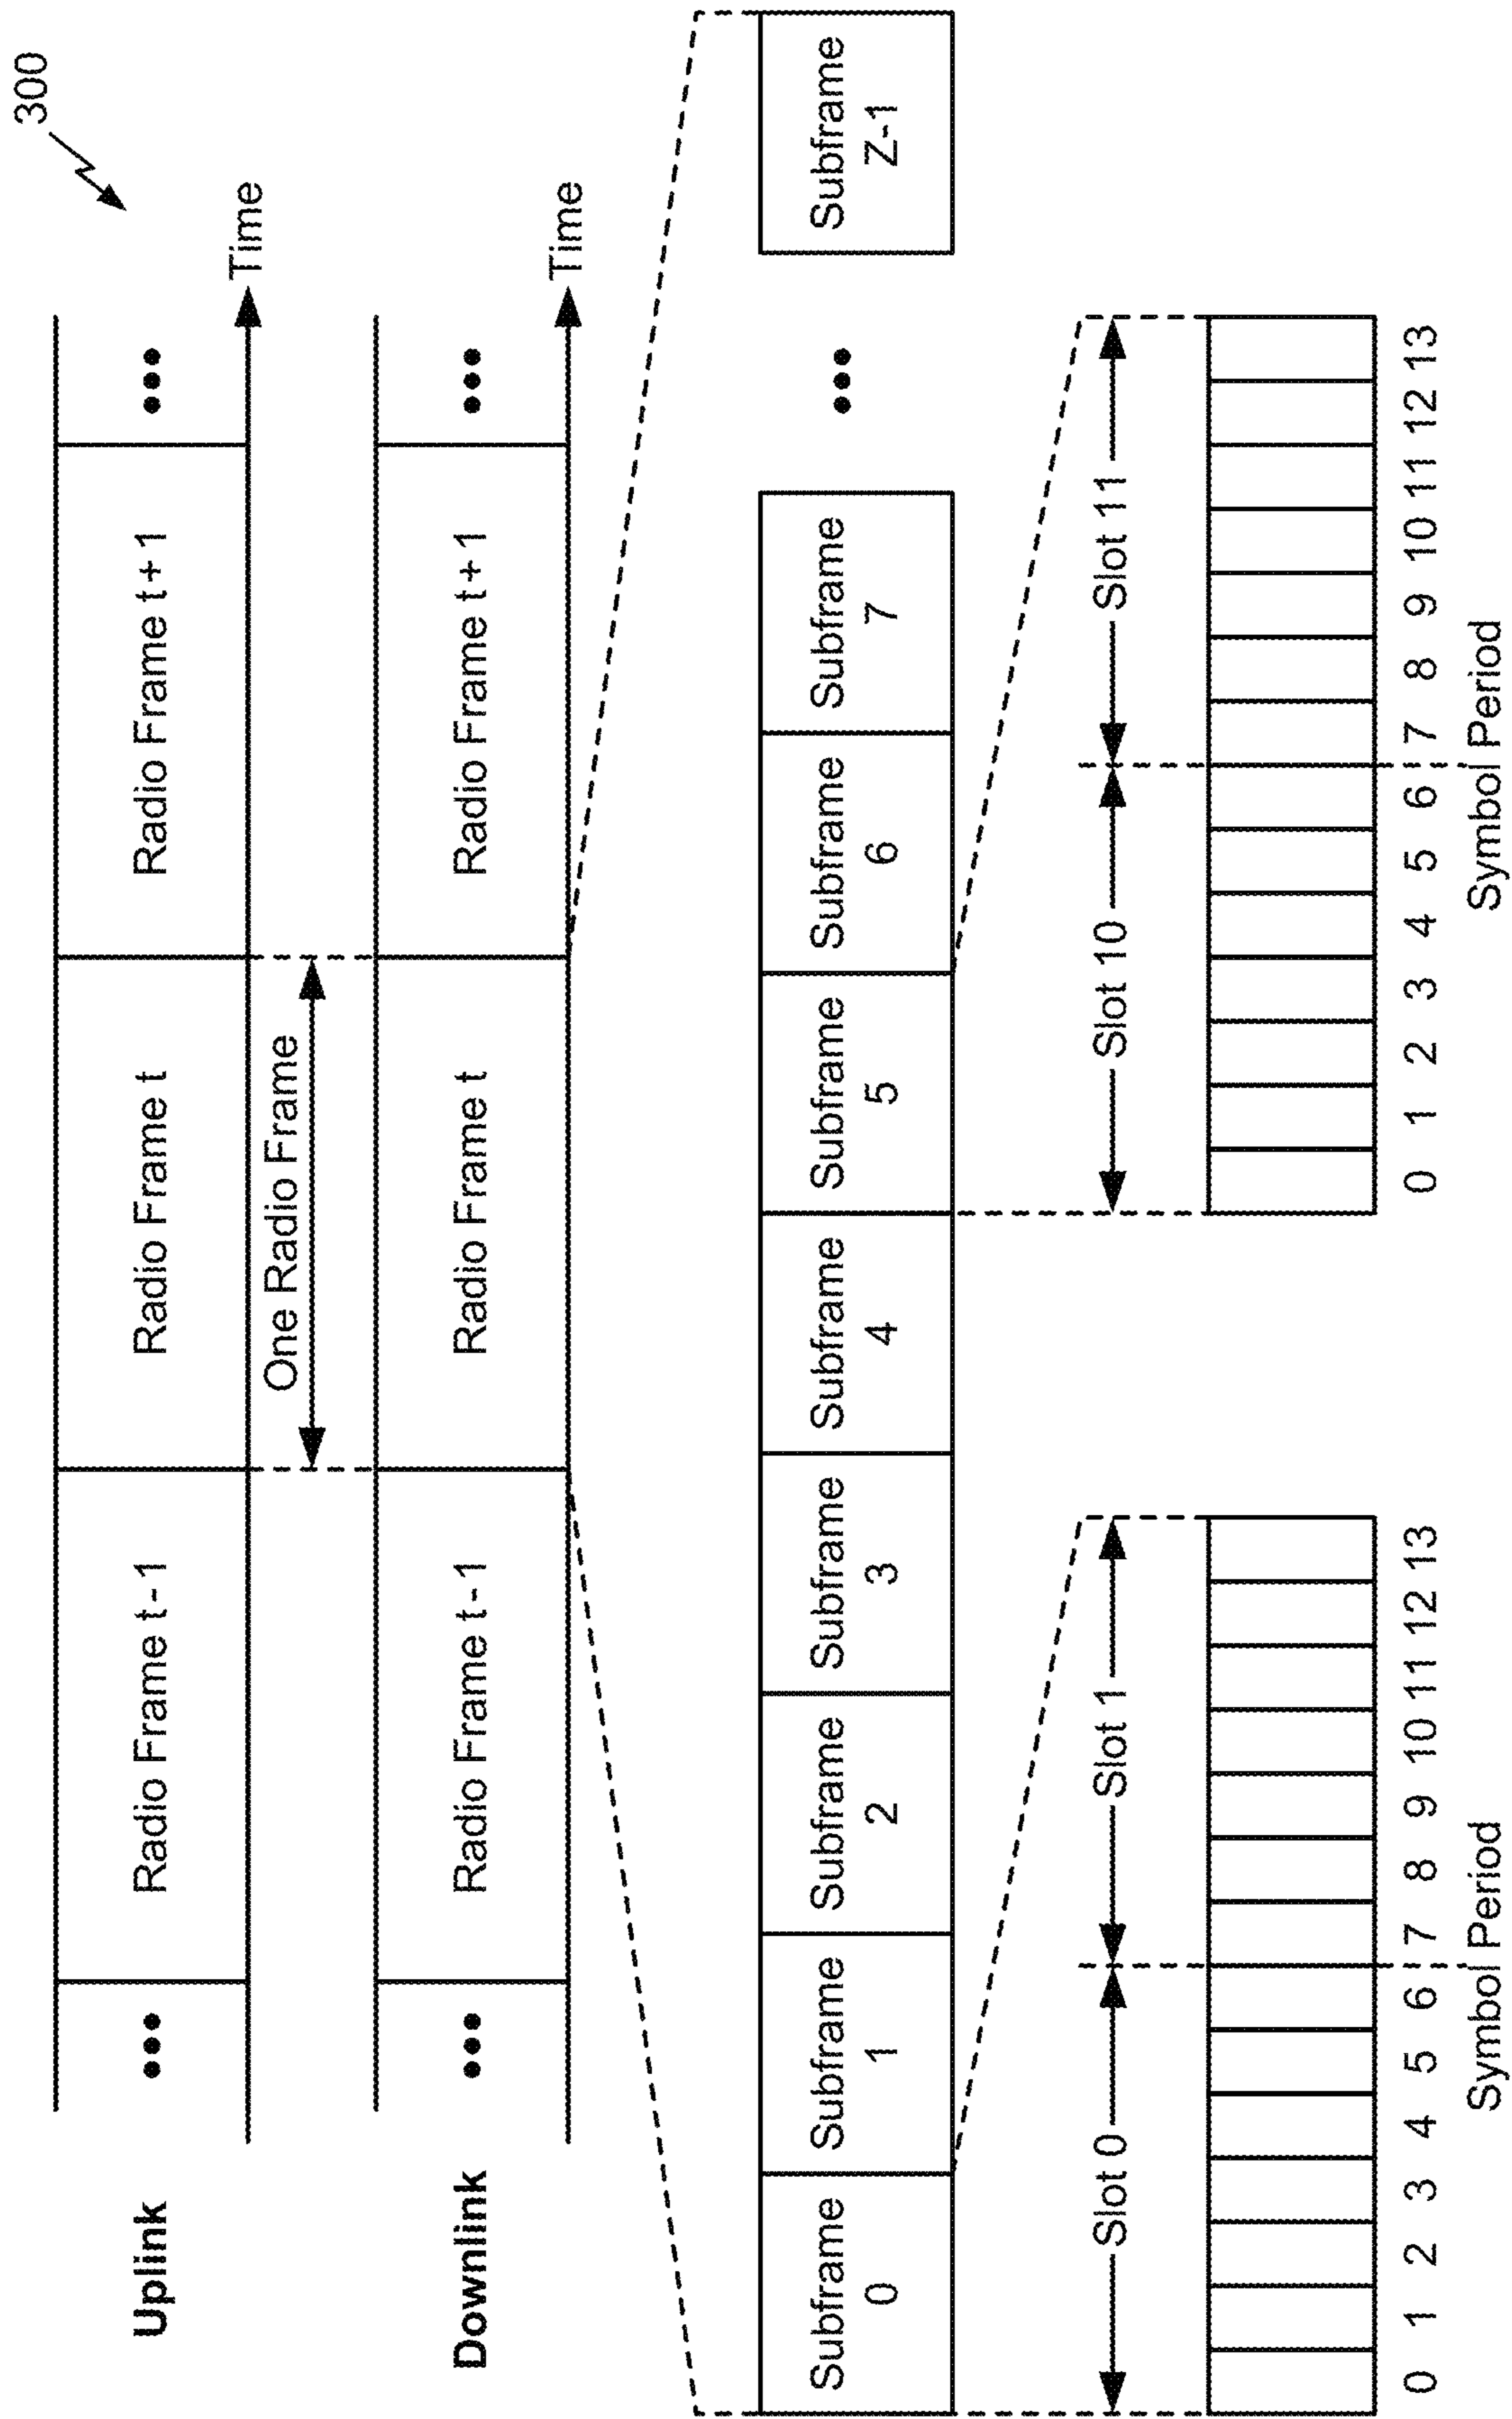 300
Uplink
•••
Radio Frame t-1
Radio Frame t
Radio Frame t+1
•••
Time
One Radio Frame
Downlink
•••
Radio Frame t-1
Radio Frame t
Radio Frame t+1
•••
Time
Subframe
0
Subframe
1
Subframe
2
Subframe
3
Subframe
4
Subframe
5
Subframe
6
Subframe
7
•••
Subframe
Z-1
Slot 0
Slot 1
Slot 10
Slot 11
0 1 2 3 4 5 6 7 8 9 10 11 12 13
Symbol Period
0 1 2 3 4 5 6 7 8 9 10 11 12 13
Symbol Period